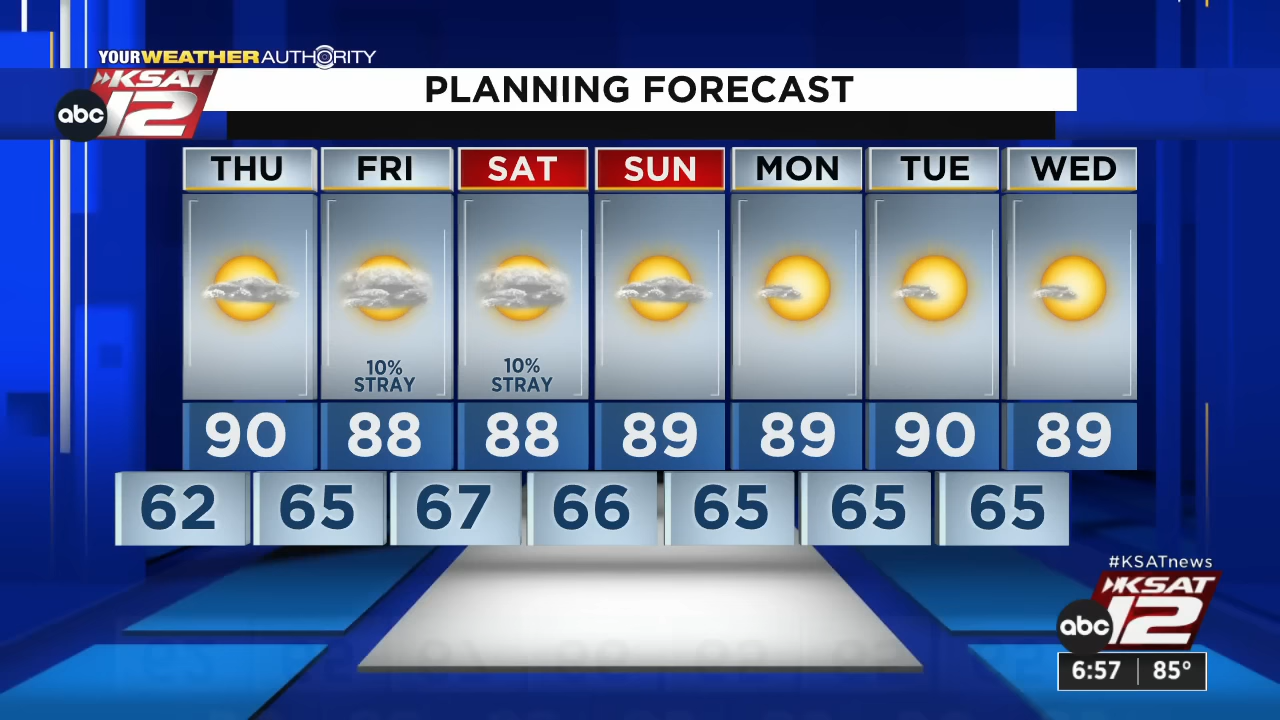 YOURWEATHERAUTHORITY
KSAT
abc 12
PLANNING FORECAST
THU FRI SAT SUN MON TUE WED
10% STRAY
10% STRAY
90 88 88 89 89 90 89
62 65 67 66 65 65 65
#KSATnews
KSAT
abc 12
6:57 85°